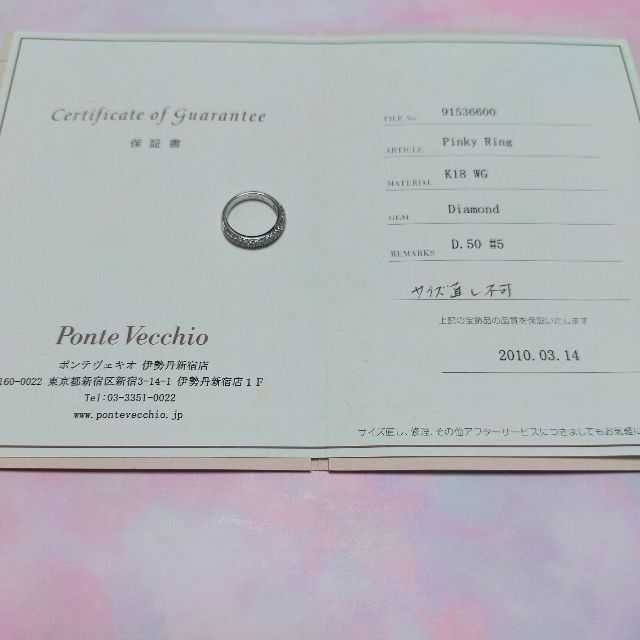 Certificate of Guarantee
保証書
Ponte Vecchio
ポンテヴェキオ 伊勢丹新宿店
160-0022 東京都新宿区新宿3-14-1 伊勢丹新宿店1F
Tel:03-3351-0022
www.pontevecchio.jp
FILE No. 91536600
ARTICLE Pinky Ring
MATERIAL K18 WG
GEM Diamond
REMARKS D.50 #5
サイズ直し不可
上記の宝飾品の品質を保証いたします
2010.03.14
サイズ直し、修理、その他アフターサービスにつきましてもお気軽に